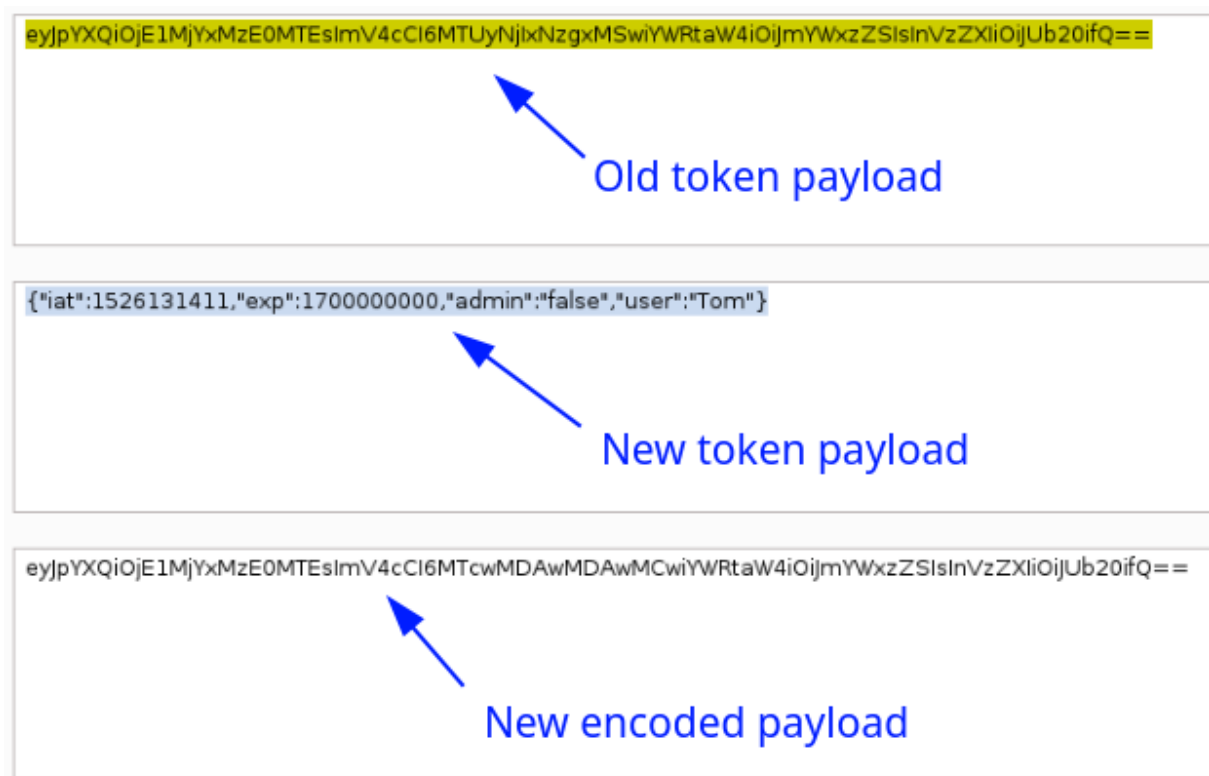 eyJpYXQiOjE1MjYxMzE0MTEsImV4cCI6MTUyNjIxNzgxMSwiYWRtaW4iOiJmYWxzZSIsInVzZXIiOiJUb20ifQ==
Old token payload
{"iat":1526131411,"exp":1700000000,"admin":"false","user":"Tom"}
New token payload
eyJpYXQiOjE1MjYxMzE0MTEsImV4cCI6MTcwMDAwMDAwMCwiYWRtaW4iOiJmYWxzZSIsInVzZXIiOiJUb20ifQ==
New encoded payload